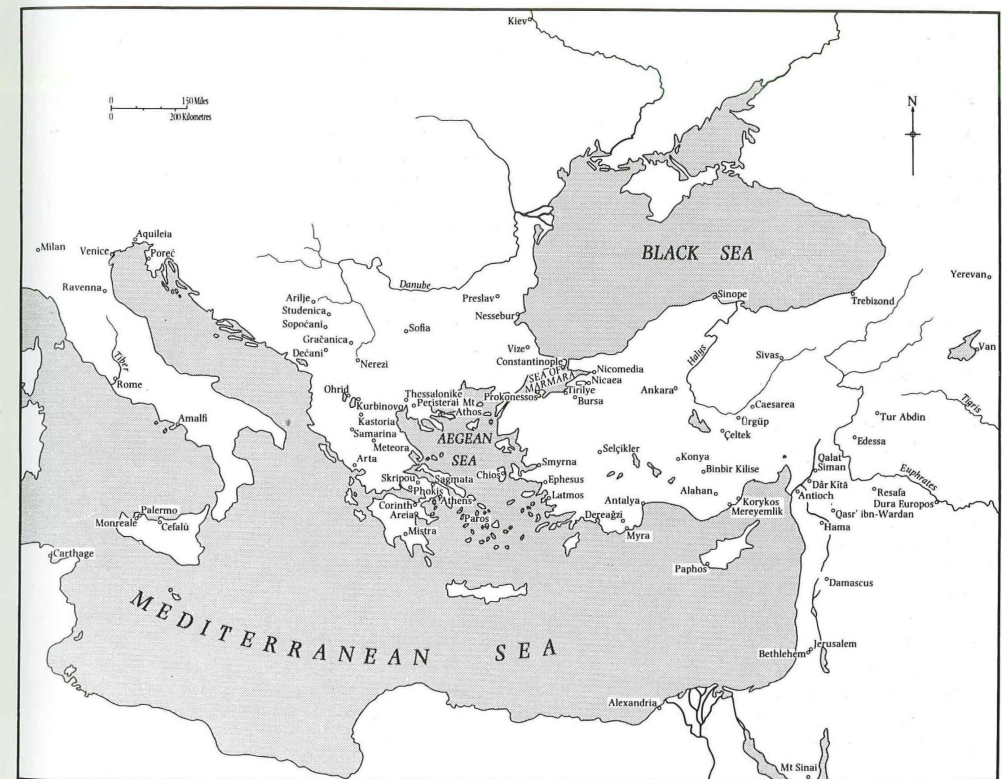 Kiev
0 150 Miles
0 200 Kilometres
N
Milan
Venice
Aquileia
Poreć
Ravenna
BLACK SEA
Yerevan
Danube
Preslav
Nessebur
Sinope
Trebizond
Arilje
Studenica
Sopoćani
Gračanica
Dečani
Nerezi
Sofia
Van
Tiber
Rome
Amalfi
Vize
Constantinople
SEA OF
MARMARA
Nicomedia
Nicaea
Tirilye
Bursa
Prokonessos
Halys
Sivas
Ankara
Caesarea
Ürgüp
Çeltek
Tur Abdin
Tigris
Ohrid
Kurbinovo
Kastoria
Samarina
Meteora
Arta
Thessalonike
Peristerai Mt
Athos
AEGEAN
SEA
Selçikler
Konya
Binbir Kilise
Edessa
Qalat
Siman
Euphrates
Skripou
Phokis
Sagmata
Athens
Chios
Smyrna
Ephesus
Latmos
Antalya
Alahan
Korykos
Mereyemlik
Dâr Kîtâ
Antioch
Resafa
Dura Europos
Qasr' ibn-Wardan
Hama
Corinth
Areia
Mistra
Paros
Dereağzi
Myra
Palermo
Monreale
Cefalù
Carthage
Paphos
Damascus
MEDITERRANEAN SEA
Jerusalem
Bethlehem
Alexandria
Mt Sinai